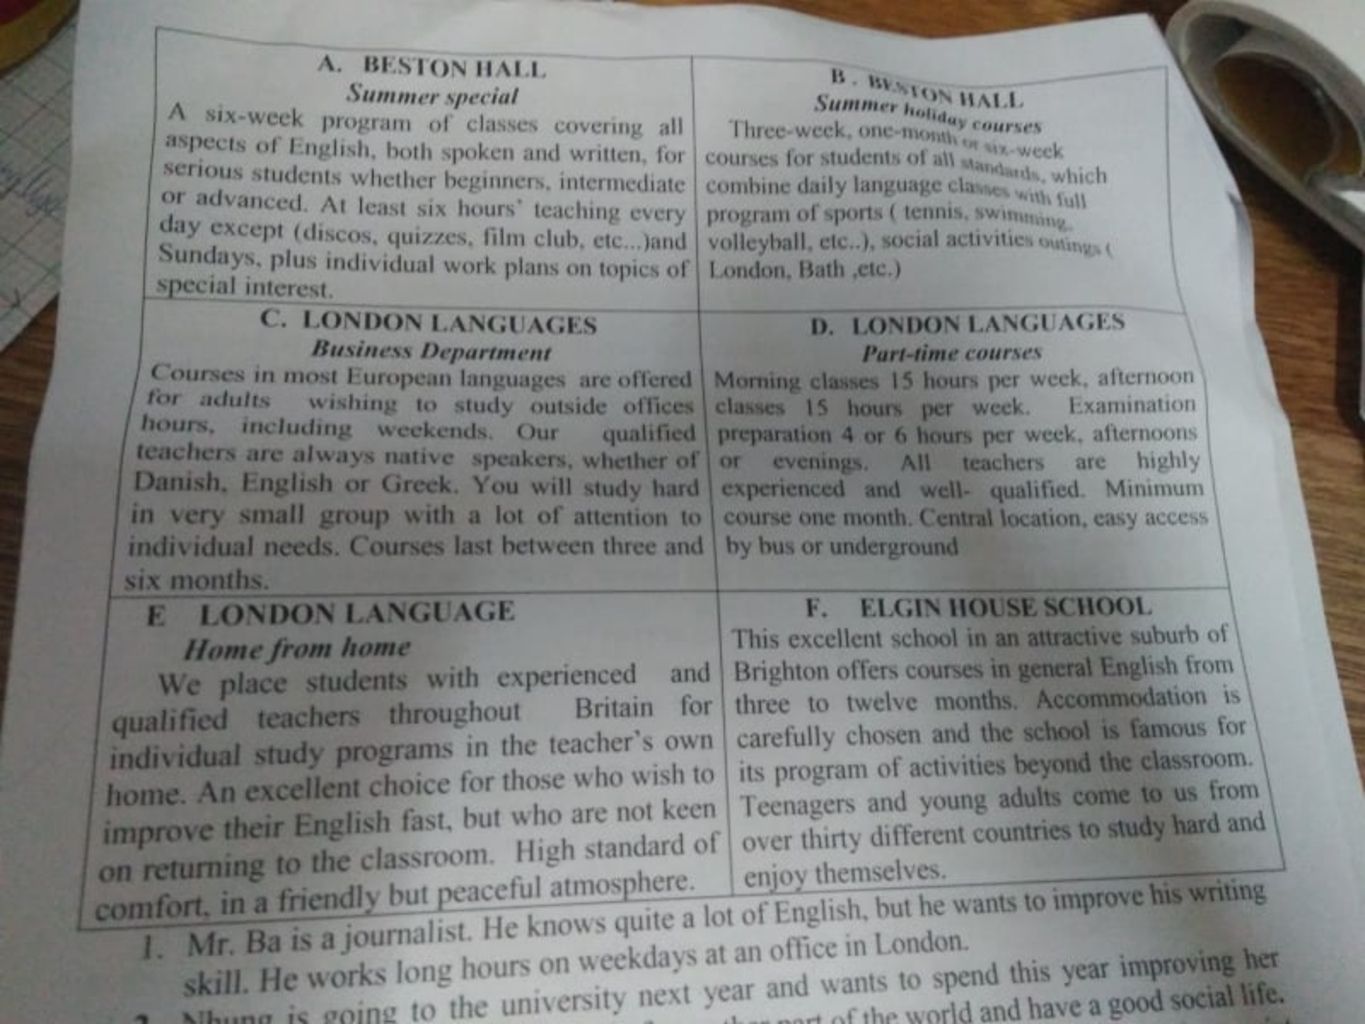 A. BESTON HALL
Summer special
A six-week program of classes covering all
aspects of English, both spoken and written, for
serious students whether beginners, intermediate
or advanced. At least six hours' teaching every
day except (discos, quizzes, film club, etc...)and
Sundays, plus individual work plans on topics of
special interest.
B . BESTON HALL
Summer holiday courses
Three-week, one-month or six-week
courses for students of all standards, which
combine daily language classes with full
program of sports ( tennis, swimming,
volleyball, etc..), social activities outings (
London, Bath ,etc.)
C. LONDON LANGUAGES
Business Department
Courses in most European languages are offered
for adults wishing to study outside offices
hours, including weekends. Our qualified
teachers are always native speakers, whether of
Danish, English or Greek. You will study hard
in very small group with a lot of attention to
individual needs. Courses last between three and
six months.
D. LONDON LANGUAGES
Part-time courses
Morning classes 15 hours per week, afternoon
classes 15 hours per week. Examination
preparation 4 or 6 hours per week, afternoons
or evenings. All teachers are highly
experienced and well- qualified. Minimum
course one month. Central location, easy access
by bus or underground
E LONDON LANGUAGE
Home from home
We place students with experienced and
qualified teachers throughout Britain for
individual study programs in the teacher's own
home. An excellent choice for those who wish to
improve their English fast, but who are not keen
on returning to the classroom. High standard of
comfort, in a friendly but peaceful atmosphere.
F. ELGIN HOUSE SCHOOL
This excellent school in an attractive suburb of
Brighton offers courses in general English from
three to twelve months. Accommodation is
carefully chosen and the school is famous for
its program of activities beyond the classroom.
Teenagers and young adults come to us from
over thirty different countries to study hard and
enjoy themselves.
1. Mr. Ba is a journalist. He knows quite a lot of English, but he wants to improve his writing
skill. He works long hours on weekdays at an office in London.
Nhung is going to the university next year and wants to spend this year improving her
part of the world and have a good social life.